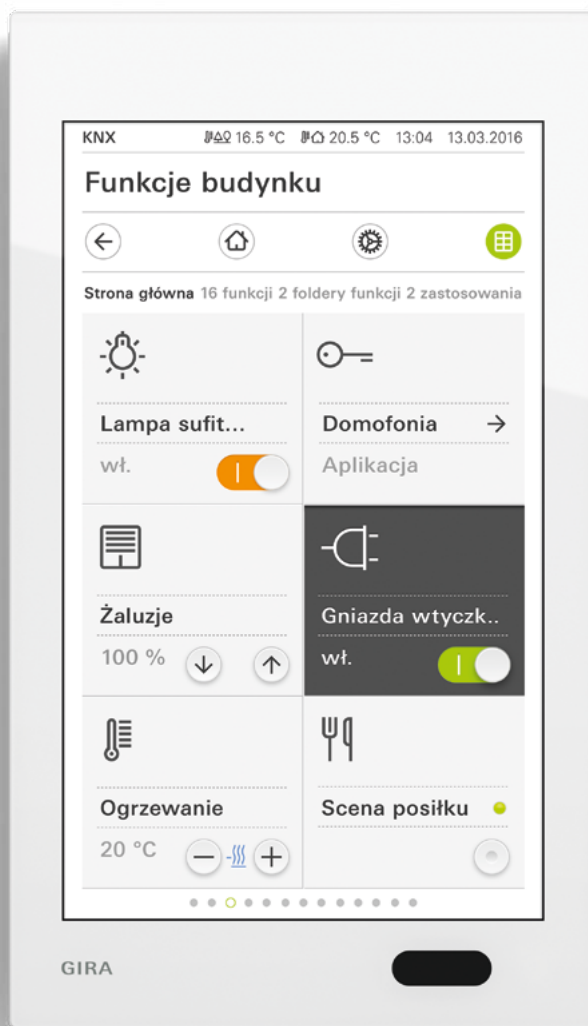 KNX 16.5 °C 20.5 °C 13:04 13.03.2016
Funkcje budynku
Strona główna 16 funkcji 2 foldery funkcji 2 zastosowania
Lampa sufit...
wł.
Domofonia →
Aplikacja
Żaluzje
100 %
Gniazda wtyczk..
wł.
Ogrzewanie
20 °C
Scena posiłku
GIRA